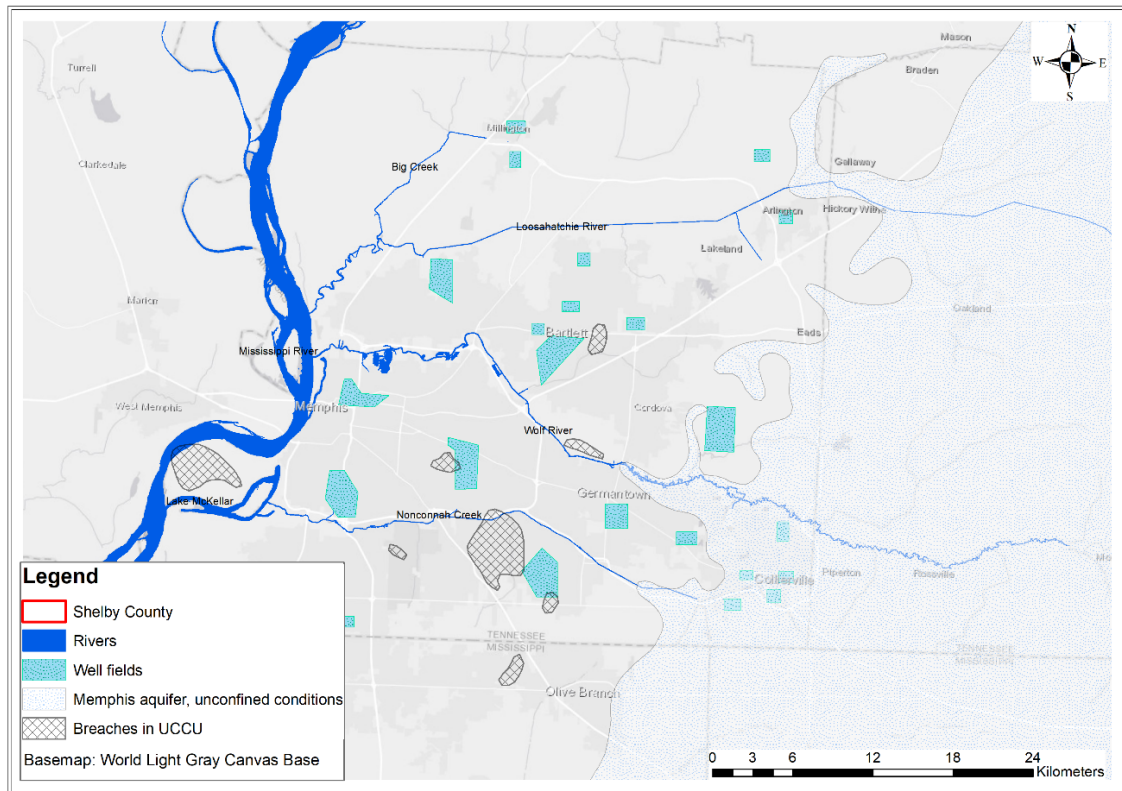 Mason
N
W E
S
Turrell
Braden
Millington
Clarkedale
Big Creek
Gallaway
Arlington
Hickory Withe
Loosahatchie River
Lakeland
Marion
Oakland
Bartlett
Eads
Mississippi River
West Memphis
Memphis
Cordova
Wolf River
Germantown
Lake McKellar
Nonconnah Creek
Collierville
Piperton
Rossville
TENNESSEE
MISSISSIPPI
TENNESSEE
MISSISSIPPI
Olive Branch
Legend
Shelby County
Rivers
Well fields
Memphis aquifer, unconfined conditions
Breaches in UCCU
Basemap: World Light Gray Canvas Base
0 3 6 12 18 24
Kilometers